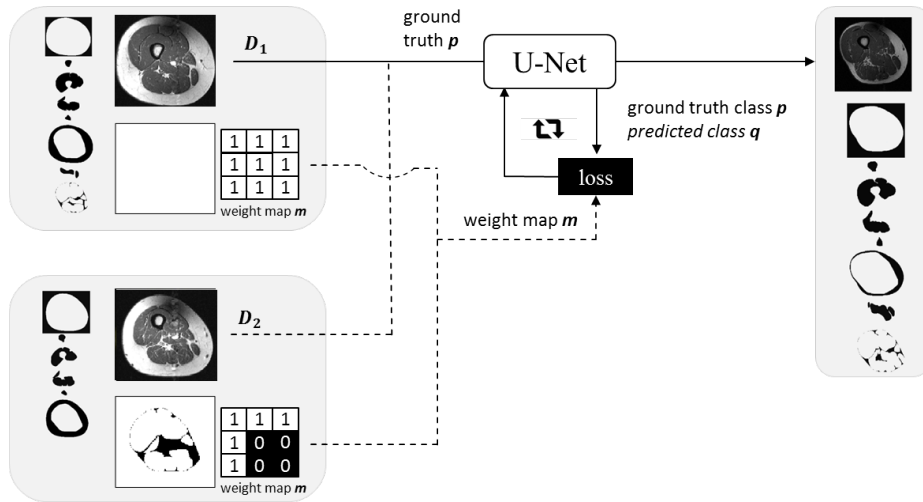 D1
1 1 1
1 1 1
1 1 1
weight map m
ground
truth p
U-Net
ground truth class p
predicted class q
loss
weight map m
D2
1 1 1
1 0 0
1 0 0
weight map m